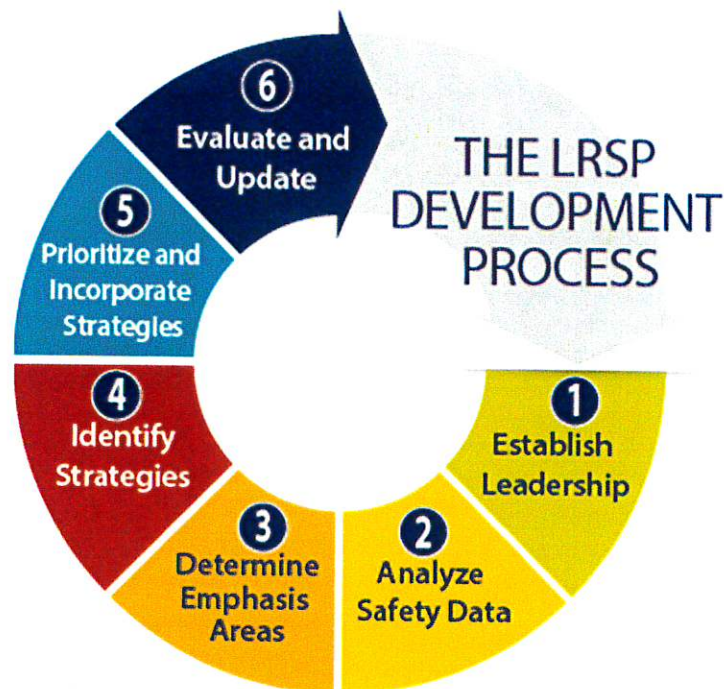 THE LRSP
DEVELOPMENT
PROCESS
1
Establish
Leadership
2
Analyze
Safety Data
3
Determine
Emphasis
Areas
4
Identify
Strategies
5
Prioritize and
Incorporate
Strategies
6
Evaluate and
Update